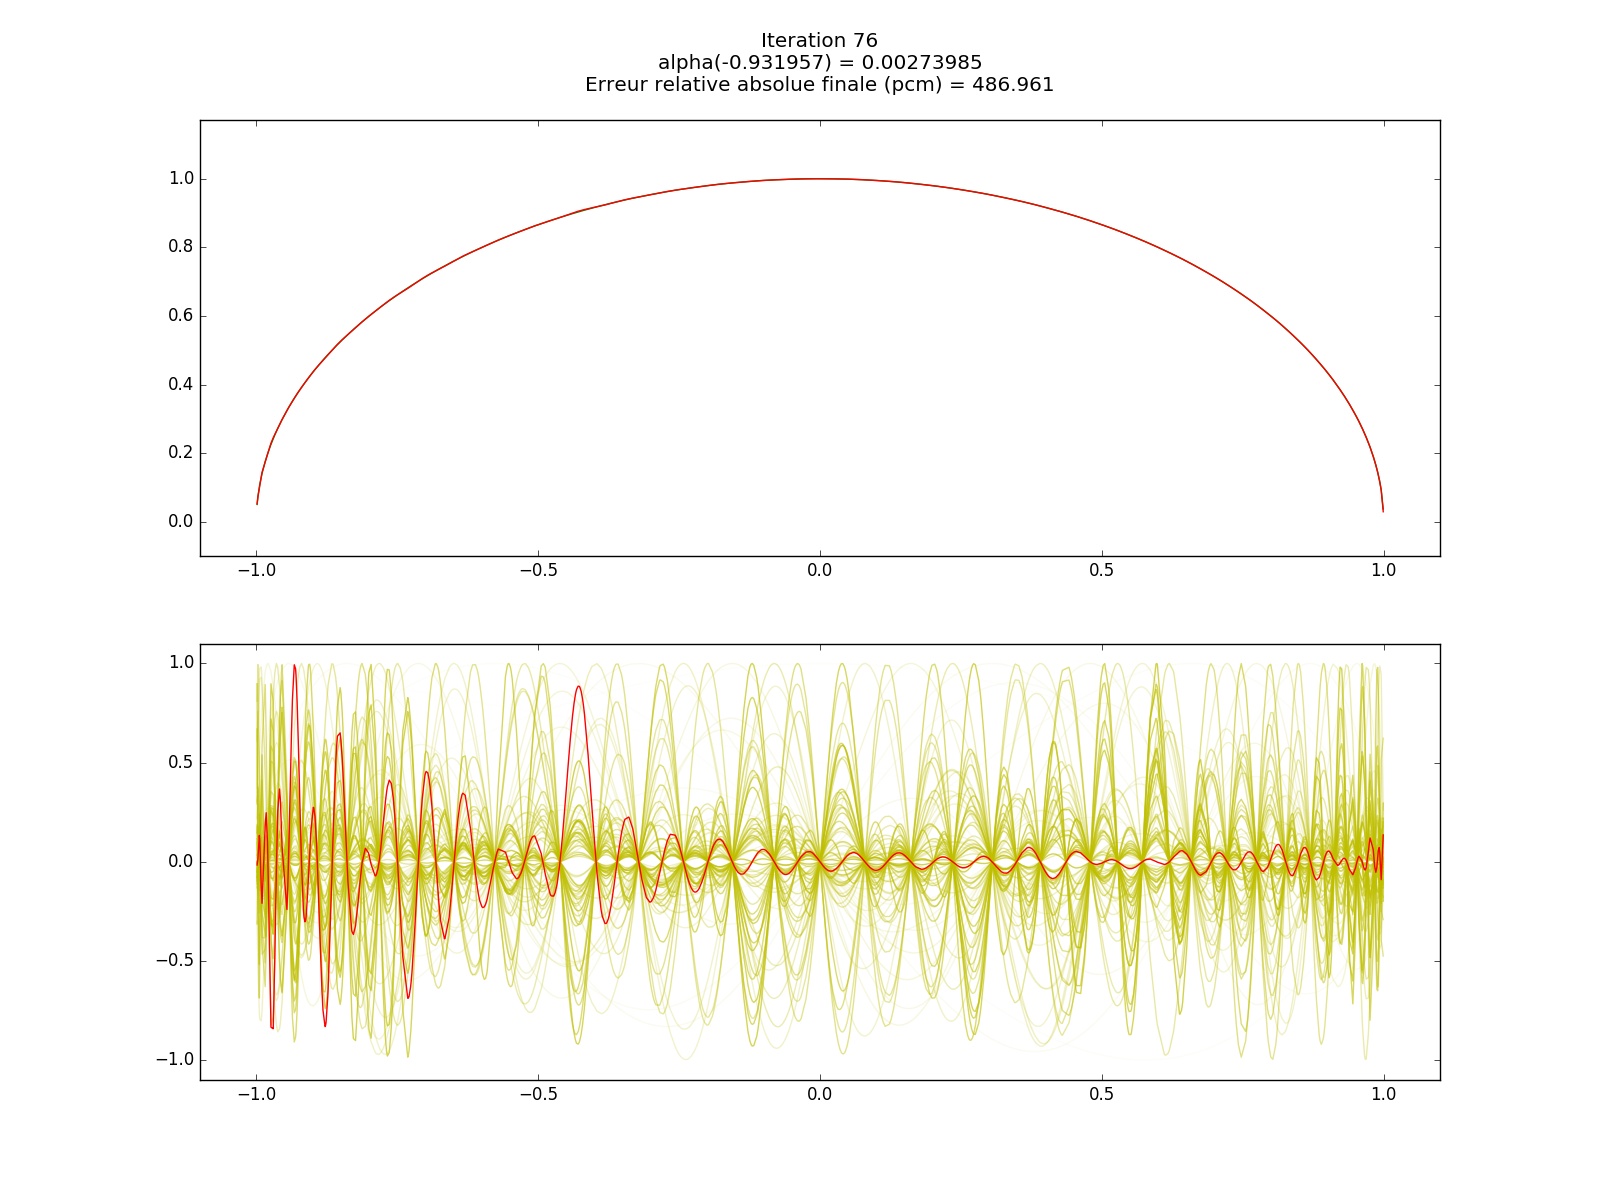 Iteration 76
alpha(-0.931957) = 0.00273985
Erreur relative absolue finale (pcm) = 486.961
1.0
0.8
0.6
0.4
0.2
0.0
−1.0 −0.5 0.0 0.5 1.0
1.0
0.5
0.0
−0.5
−1.0
−1.0 −0.5 0.0 0.5 1.0